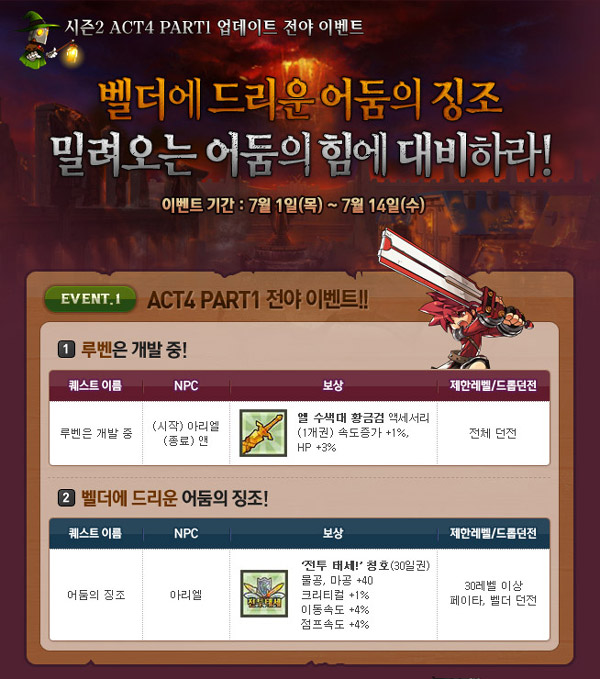 시즌2 ACT4 PART1 업데이트 전야 이벤트
벨더에 드리운 어둠의 징조
밀려오는 어둠의 힘에 대비하라!
이벤트 기간 : 7월 1일(목) ~ 7월 14일(수)
EVENT.1 ACT4 PART1 전야 이벤트!!
1 루벤은 개발 중!
퀘스트 이름 NPC 보상 제한레벨/드롭던전
루벤은 개발 중
(시작) 아리엘
(종료) 앤
엘 수색대 황금검 액세서리
(1개권) 속도증가 +1%,
HP +3%
전체 던전
2 벨더에 드리운 어둠의 징조!
퀘스트 이름 NPC 보상 제한레벨/드롭던전
어둠의 징조
아리엘
전투태세
‘전투 태세!’ 칭호(30일권)
물공, 마공 +40
크리티컬 +1%
이동속도 +4%
점프속도 +4%
30레벨 이상
페이타, 벨더 던전